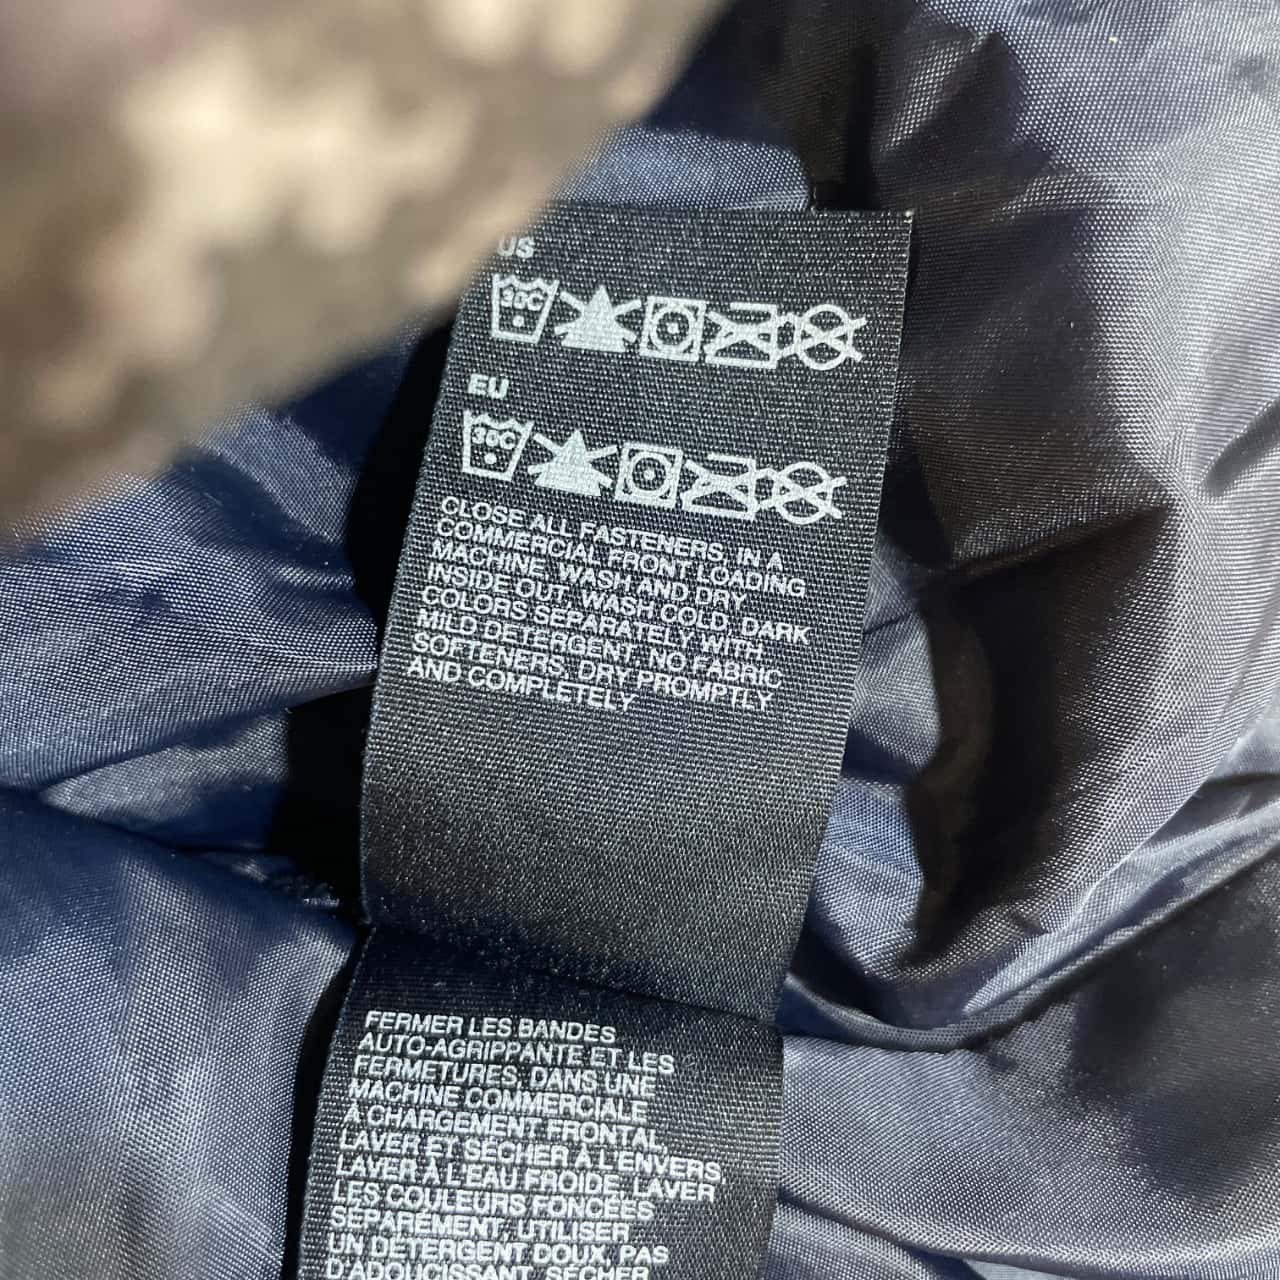 US
30C
EU
30C
CLOSE ALL FASTENERS, IN A
COMMERCIAL FRONT LOADING
MACHINE, WASH AND DRY
INSIDE OUT, WASH COLD, DARK
COLORS SEPARATELY WITH
MILD DETERGENT, NO FABRIC
SOFTENERS, DRY PROMPTLY
AND COMPLETELY
FERMER LES BANDES
AUTO-AGRIPPANTE ET LES
FERMETURES, DANS UNE
MACHINE COMMERCIALE
À CHARGEMENT FRONTAL,
LAVER ET SÉCHER À L'ENVERS,
LAVER À L'EAU FROIDE, LAVER
LES COULEURS FONCÉES
SÉPARÉMENT, UTILISER
UN DÉTERGENT DOUX, PAS
D'ADOUCISSANT, SÉCHER